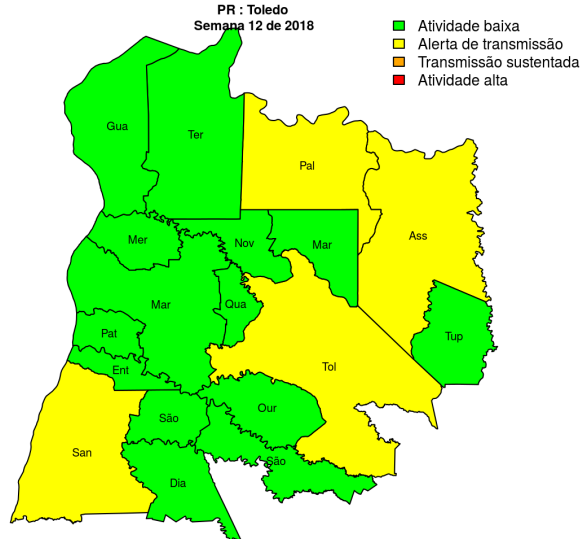 PR : Toledo
Semana 12 de 2018
Atividade baixa
Alerta de transmissão
Transmissão sustentada
Atividade alta
Gua
Ter
Pal
Ass
Mer
Nov
Mar
Mar
Qua
Pat
Tup
Ent
Tol
São
Our
San
São
Dia